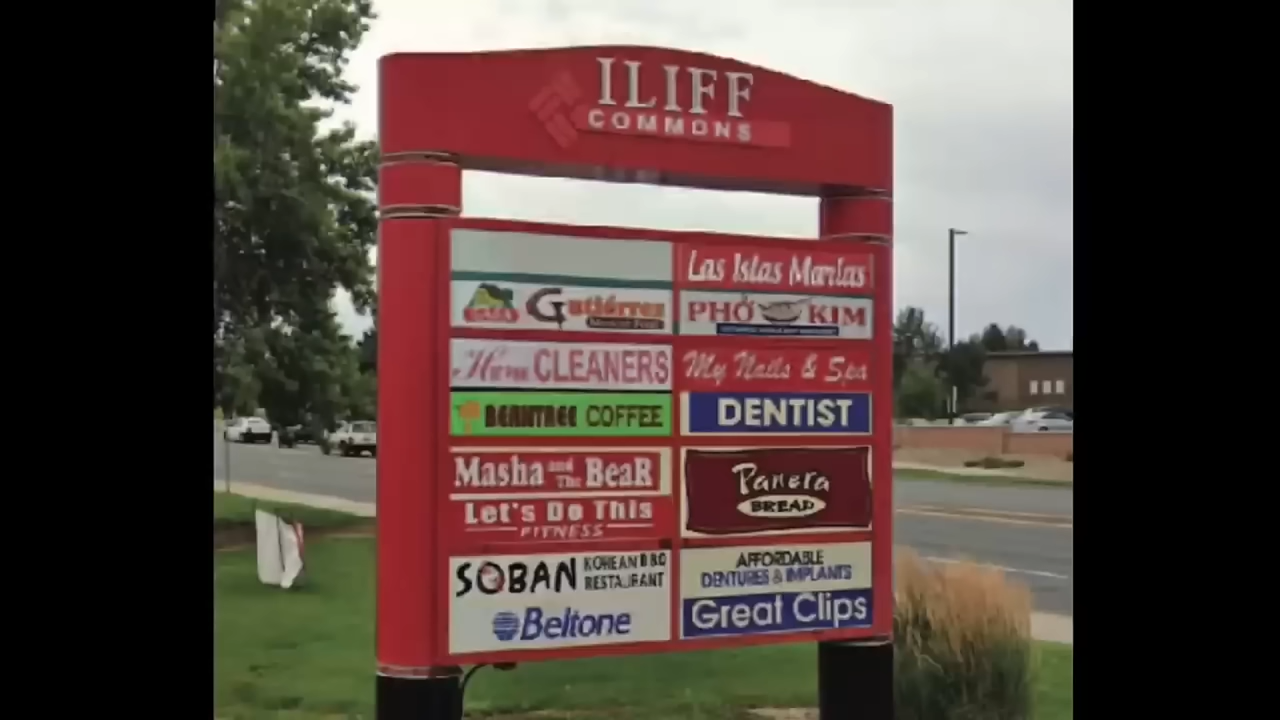 ILIFF
COMMONS
Las Islas Marias
Gutiérrez
PHỞ KIM
CLEANERS
My Nails & Spa
BEANTREE COFFEE
DENTIST
Masha and The BeaR
Panera
BREAD
Let's Do This
FITNESS
SOBAN KOREAN BBQ
RESTAURANT
AFFORDABLE
DENTURES & IMPLANTS
Beltone
Great Clips